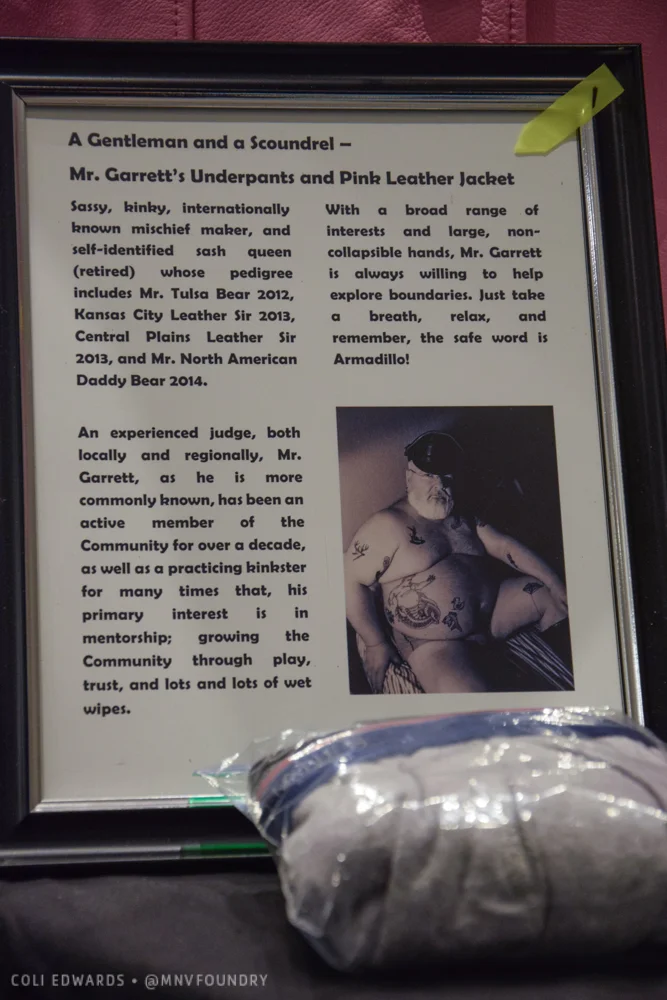 A Gentleman and a Scoundrel –
Mr. Garrett's Underpants and Pink Leather Jacket
Sassy, kinky, internationally
known mischief maker, and
self-identified sash queen
(retired) whose pedigree
includes Mr. Tulsa Bear 2012,
Kansas City Leather Sir 2013,
Central Plains Leather Sir
2013, and Mr. North American
Daddy Bear 2014.
An experienced judge, both
locally and regionally, Mr.
Garrett, as he is more
commonly known, has been an
active member of the
Community for over a decade,
as well as a practicing kinkster
for many times that, his
primary interest is in
mentorship; growing the
Community through play,
trust, and lots and lots of wet
wipes.
With a broad range of
interests and large, non-
collapsible hands, Mr. Garrett
is always willing to help
explore boundaries. Just take
a breath, relax, and
remember, the safe word is
Armadillo!
COLI EDWARDS • @MNVFOUNDRY